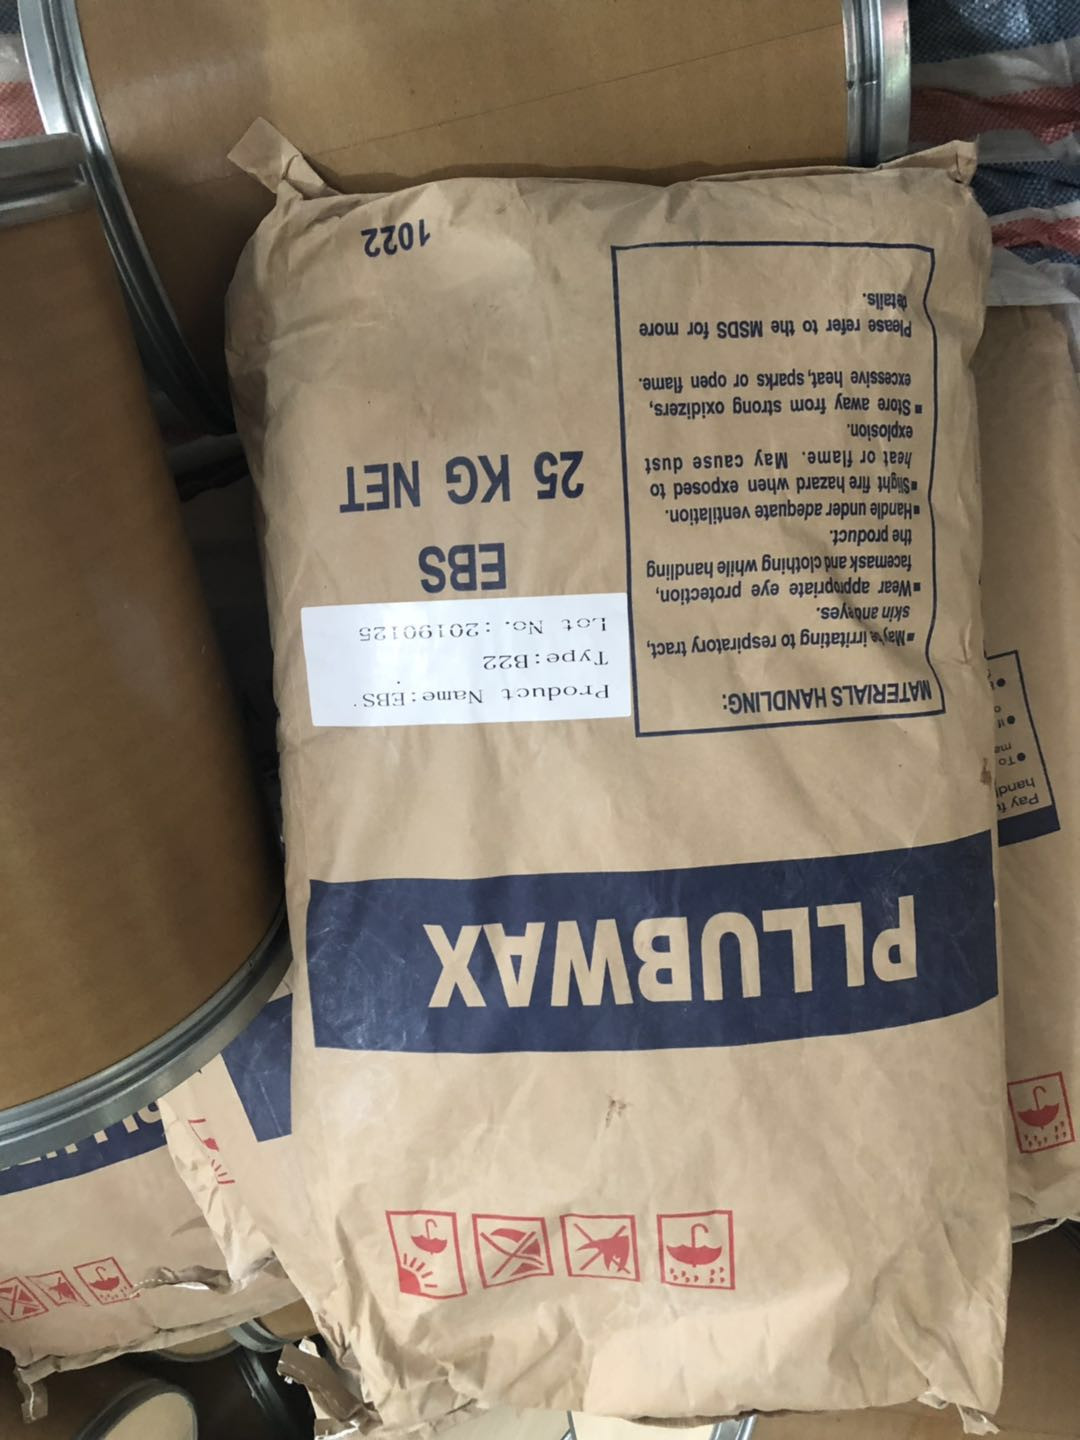 PLLUBWAX
MATERIALS HANDLING:
▪May be irritating to respiratory tract,
skin and eyes.
▪Wear appropriate eye protection,
facemask and clothing while handling
the product.
▪Handle under adequate ventilation.
▪Slight fire hazard when exposed to
heat or flame. May cause dust
explosion.
▪Store away from strong oxidizers,
excessive heat, sparks or open flame.
Please refer to the MSDS for more
details.
Product Name:EBS
Type:B22
Lot No.:20190125
EBS
25 KG NET
1022
Pay
hand
To